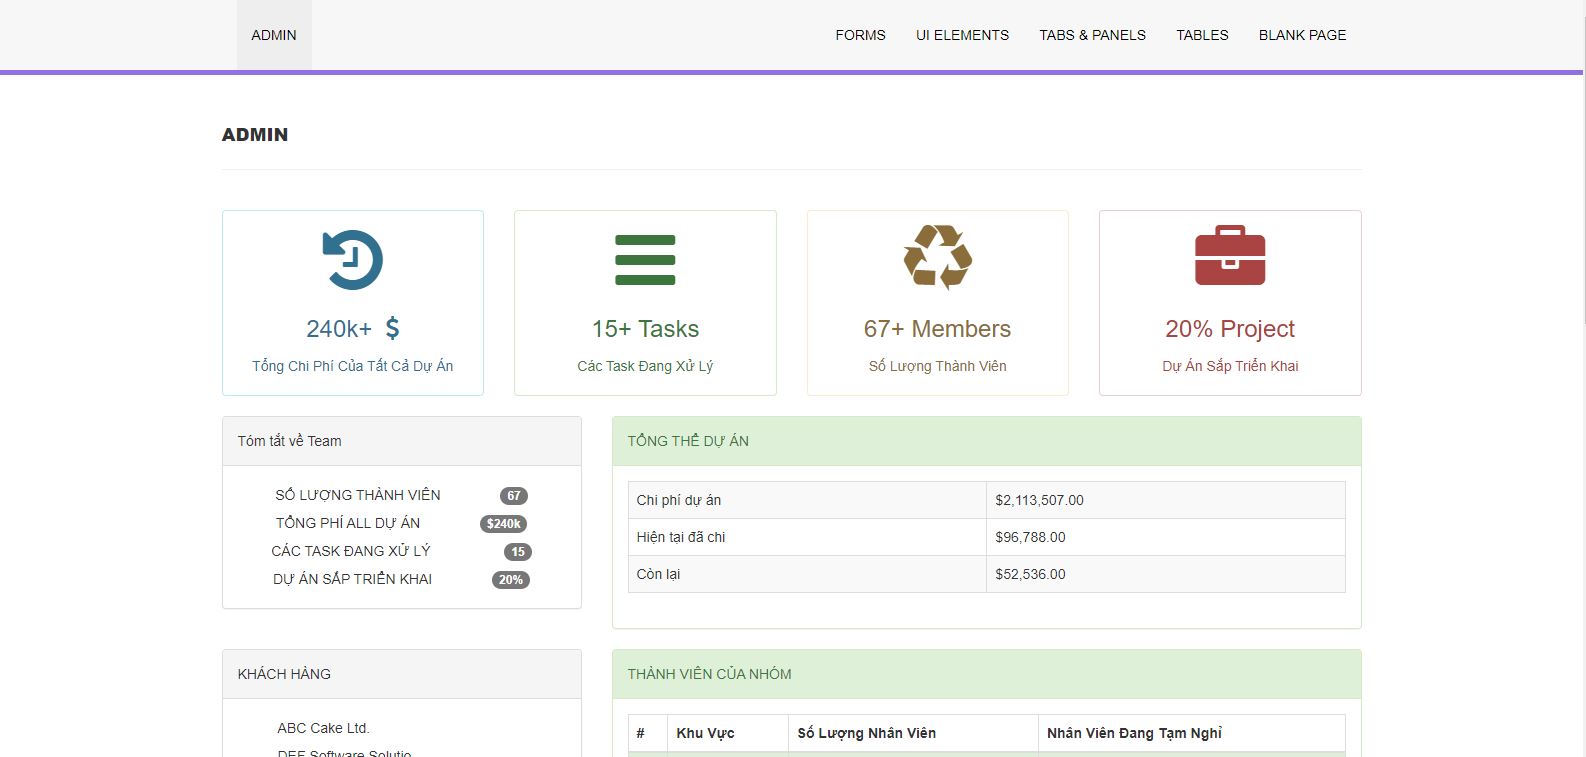 ADMIN FORMS UI ELEMENTS TABS & PANELS TABLES BLANK PAGE
ADMIN
240k+ $ 15+ Tasks 67+ Members 20% Project
Tổng Chi Phí Của Tất Cả Dự Án Các Task Đang Xử Lý Số Lượng Thành Viên Dự Án Sắp Triển Khai
Tóm tắt về Team
SỐ LƯỢNG THÀNH VIÊN 67
TỔNG PHÍ ALL DỰ ÁN $240k
CÁC TASK ĐANG XỬ LÝ 15
DỰ ÁN SẮP TRIỂN KHAI 20%
TỔNG THỂ DỰ ÁN
Chi phí dự án $2,113,507.00
Hiện tại đã chi $96,788.00
Còn lại $52,536.00
KHÁCH HÀNG
ABC Cake Ltd.
DEF Software Solutio
THÀNH VIÊN CỦA NHÓM
# Khu Vực Số Lượng Nhân Viên Nhân Viên Đang Tạm Nghỉ